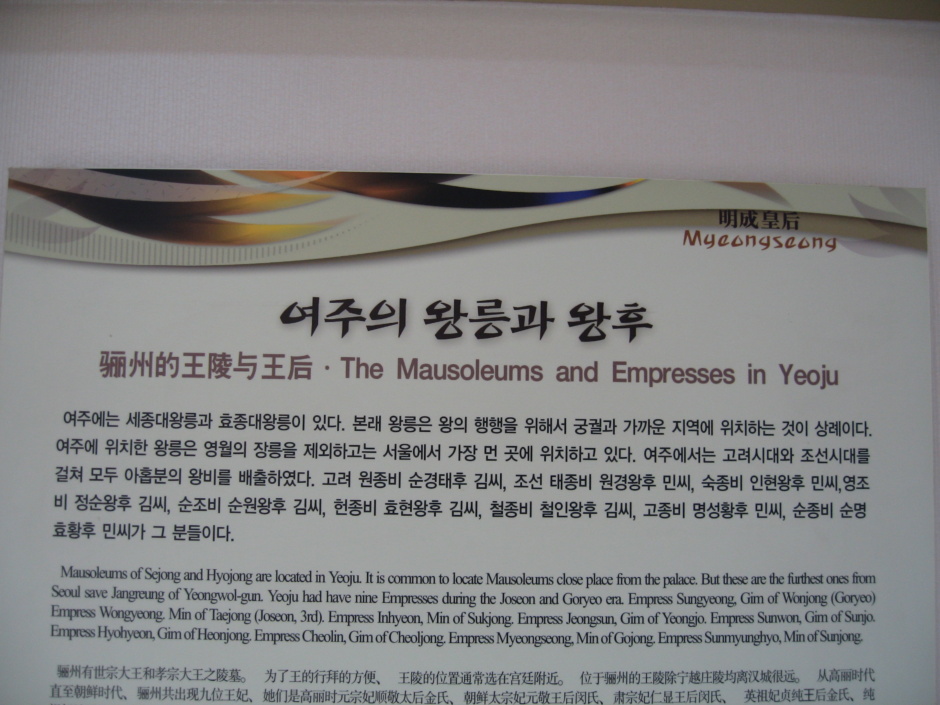 明成皇后
Myeongseong
여주의 왕릉과 왕후
骊州的王陵与王后 · The Mausoleums and Empresses in Yeoju
여주에는 세종대왕릉과 효종대왕릉이 있다. 본래 왕릉은 왕의 행행을 위해서 궁궐과 가까운 지역에 위치하는 것이 상례이다.
여주에 위치한 왕릉은 영월의 장릉을 제외하고는 서울에서 가장 먼 곳에 위치하고 있다. 여주에서는 고려시대와 조선시대를
걸쳐 모두 아홉분의 왕비를 배출하였다. 고려 원종비 순경태후 김씨, 조선 태종비 원경왕후 민씨, 숙종비 인현왕후 민씨,영조
비 정순왕후 김씨, 순조비 순원왕후 김씨, 헌종비 효현왕후 김씨, 철종비 철인왕후 김씨, 고종비 명성황후 민씨, 순종비 순명
효황후 민씨가 그 분들이다.
Mausoleums of Sejong and Hyojong are located in Yeoju. It is common to locate Mausoleums close place from the palace. But these are the furthest ones from
Seoul save Jangreung of Yeongwol-gun. Yeoju had have nine Empresses during the Joseon and Goryeo era. Empress Sungyeong, Gim of Wonjong (Goryeo)
Empress Wongyeong. Min of Taejong (Joseon, 3rd). Empress Inhyeon, Min of Sukjong. Empress Jeongsun, Gim of Yeongjo. Empress Sunwon, Gim of Sunjo.
Empress Hyohyeon, Gim of Heonjong. Empress Cheolin, Gim of Cheoljong. Empress Myeongseong, Min of Gojong. Empress Sunmyunghyo, Min of Sunjong.
骊州有世宗大王和孝宗大王之陵墓。 为了王的行拜的方便、 王陵的位置通常选在宫廷附近。 位于骊州的王陵除宁越庄陵均离汉城很远。 从高丽时代
直至朝鲜时代、骊州共出现九位王妃、她们是高丽时元宗妃顺敬太后金氏、朝鲜太宗妃元敬王后闵氏、肃宗妃仁显王后闵氏、 英祖妃贞纯王后金氏、纯